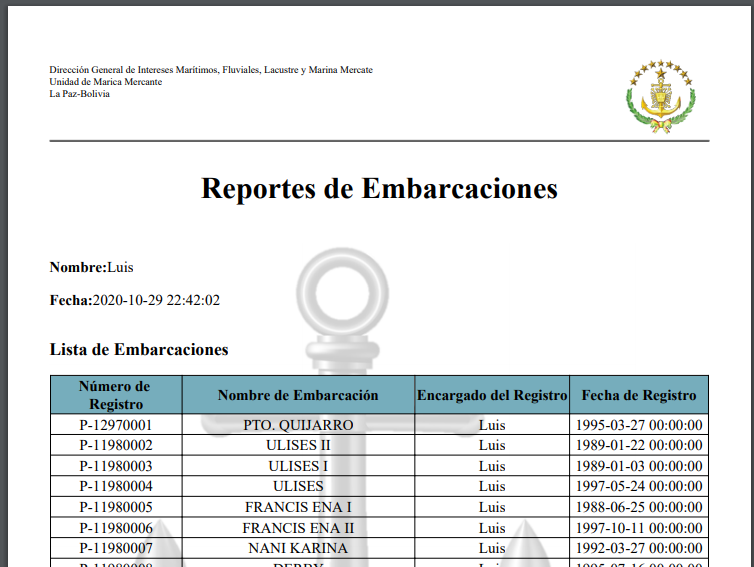 Dirección General de Intereses Marítimos, Fluviales, Lacustre y Marina Mercate
Unidad de Marica Mercante
La Paz-Bolivia
Reportes de Embarcaciones
Nombre:Luis
Fecha:2020-10-29 22:42:02
Lista de Embarcaciones
Número de Registro Nombre de Embarcación Encargado del Registro Fecha de Registro
P-12970001 PTO. QUIJARRO Luis 1995-03-27 00:00:00
P-11980002 ULISES II Luis 1989-01-22 00:00:00
P-11980003 ULISES I Luis 1989-01-03 00:00:00
P-11980004 ULISES Luis 1997-05-24 00:00:00
P-11980005 FRANCIS ENA I Luis 1988-06-25 00:00:00
P-11980006 FRANCIS ENA II Luis 1997-10-11 00:00:00
P-11980007 NANI KARINA Luis 1992-03-27 00:00:00